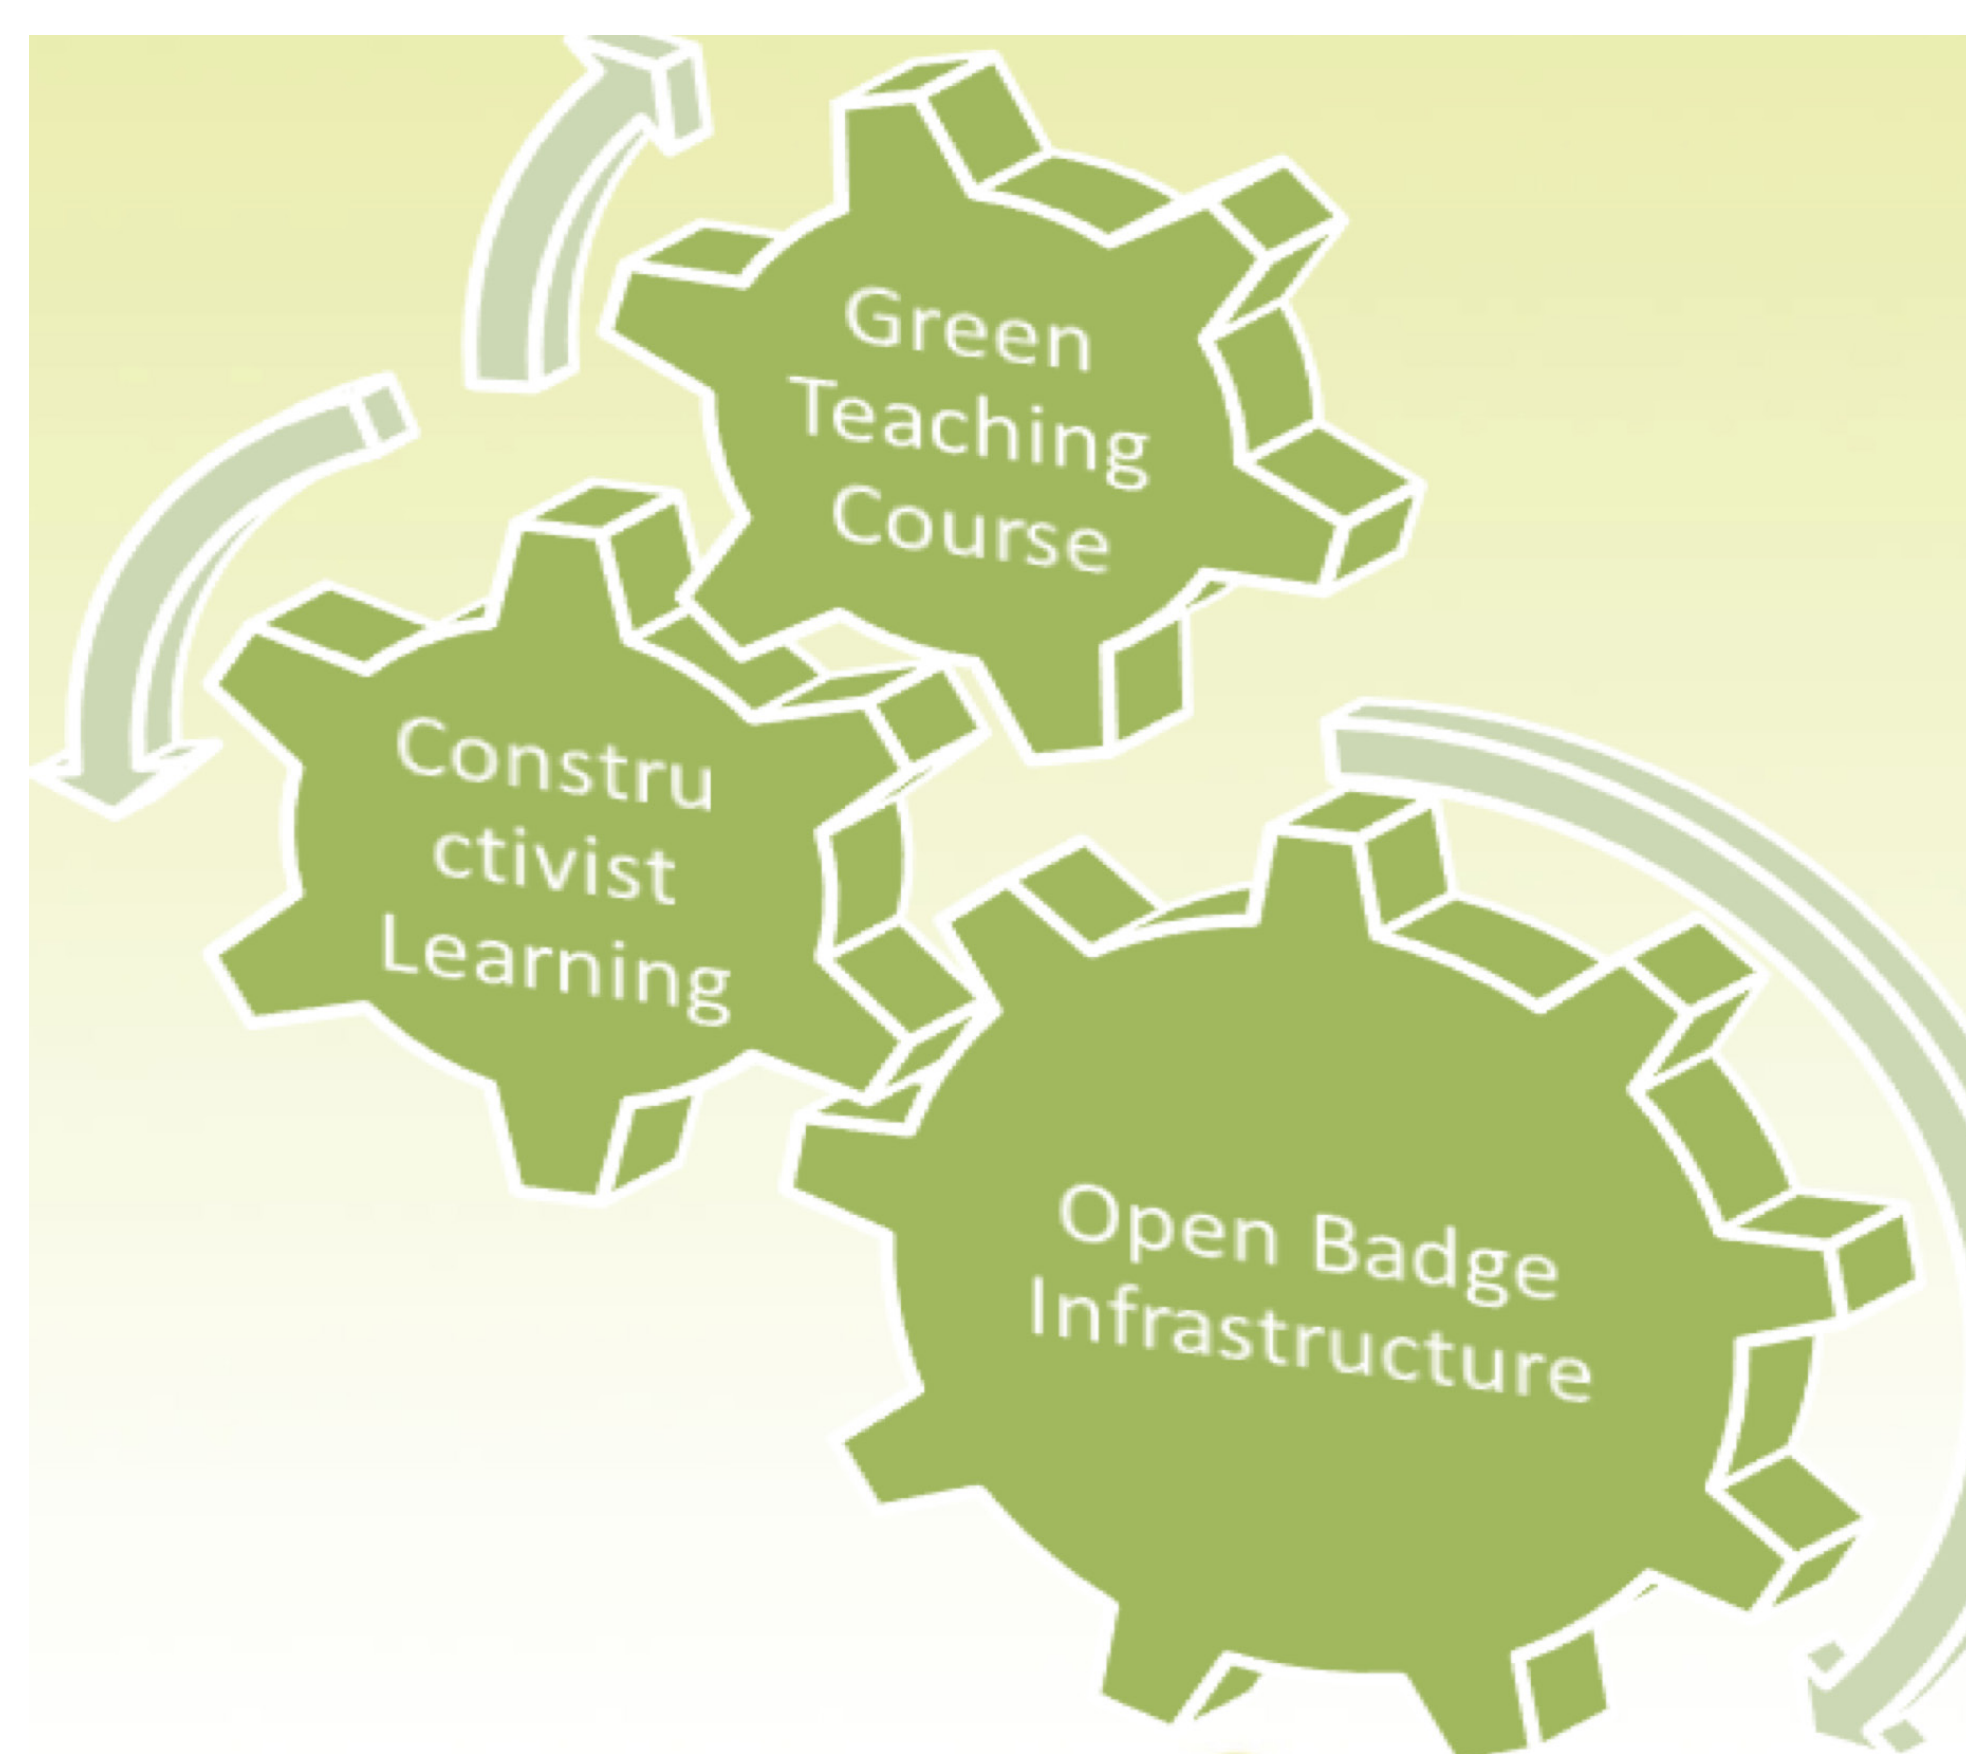 Green
Teaching
Course
Constru
ctivist
Learning
Open Badge
Infrastructure